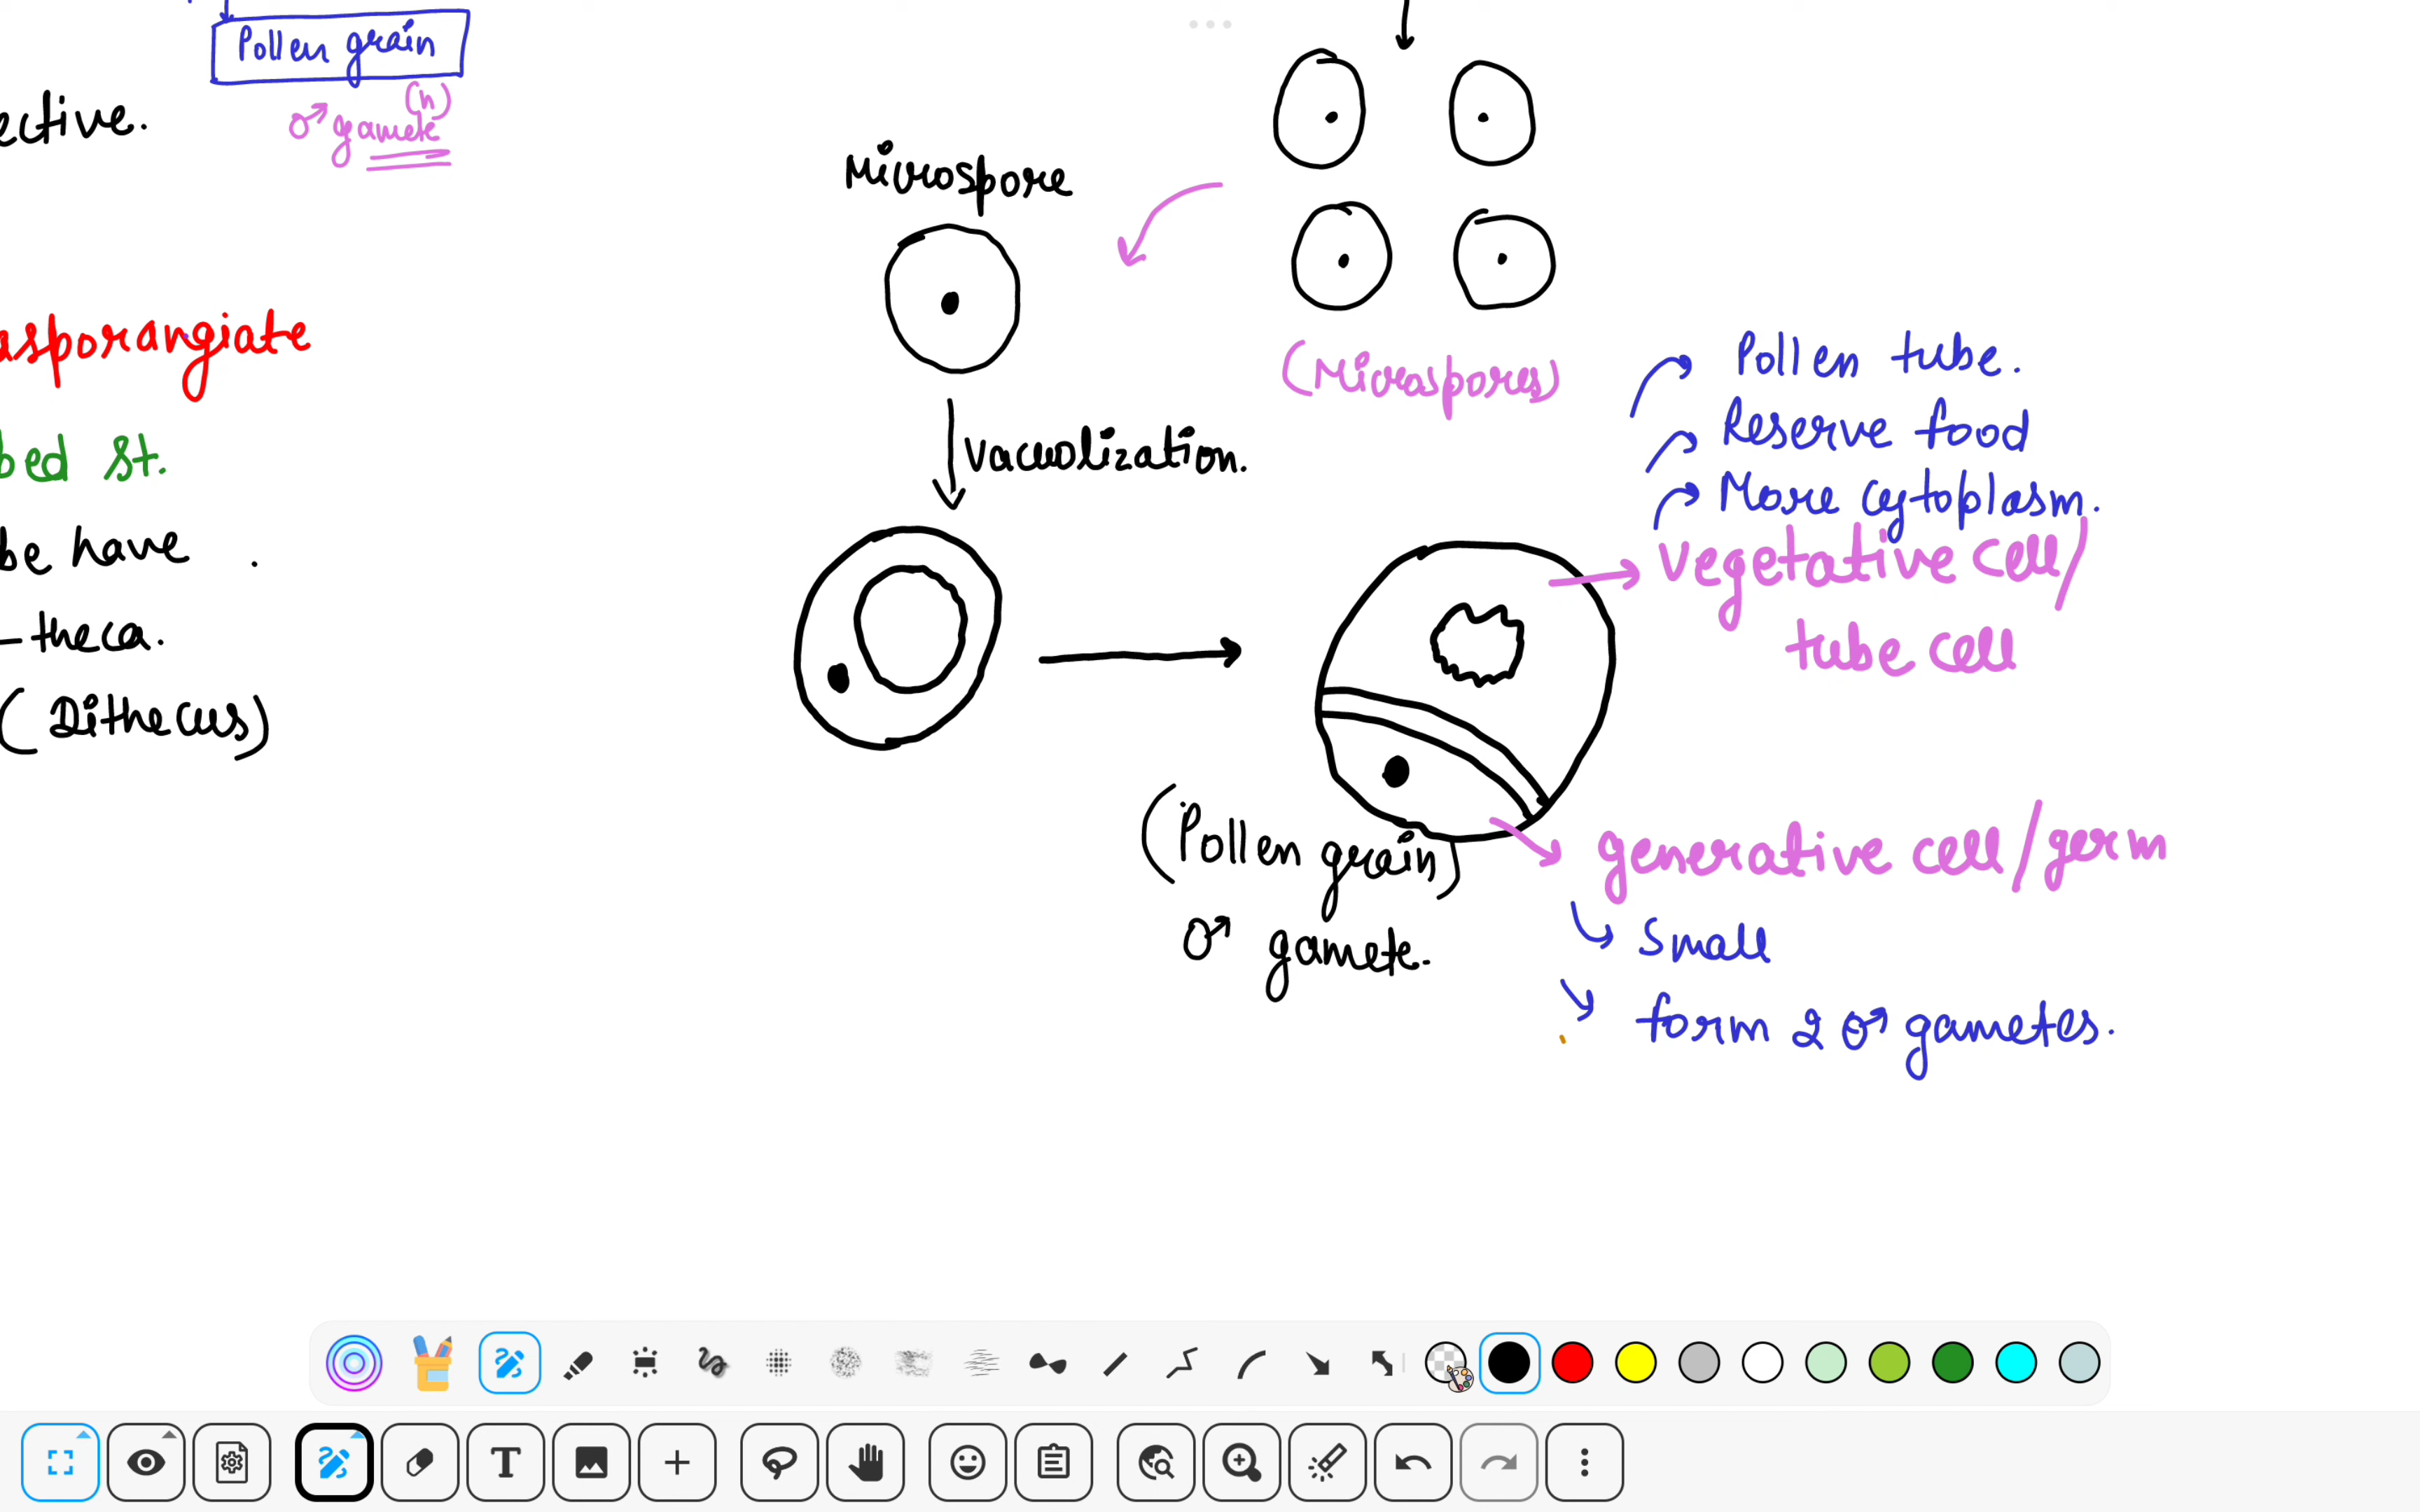 Pollen grain
(n)
♂ gamete
ective.
Microspore
(Microspores)
asporangiate
Pollen tube.
Reserve food
More cytoplasm.
Vacuolization.
bed St.
vegetative cell/
tube cell
be have .
-theca.
(Dithecus)
(Pollen grain)
♂ gamete.
generative cell/germ
Small
form 2 ♂ gametes.
T